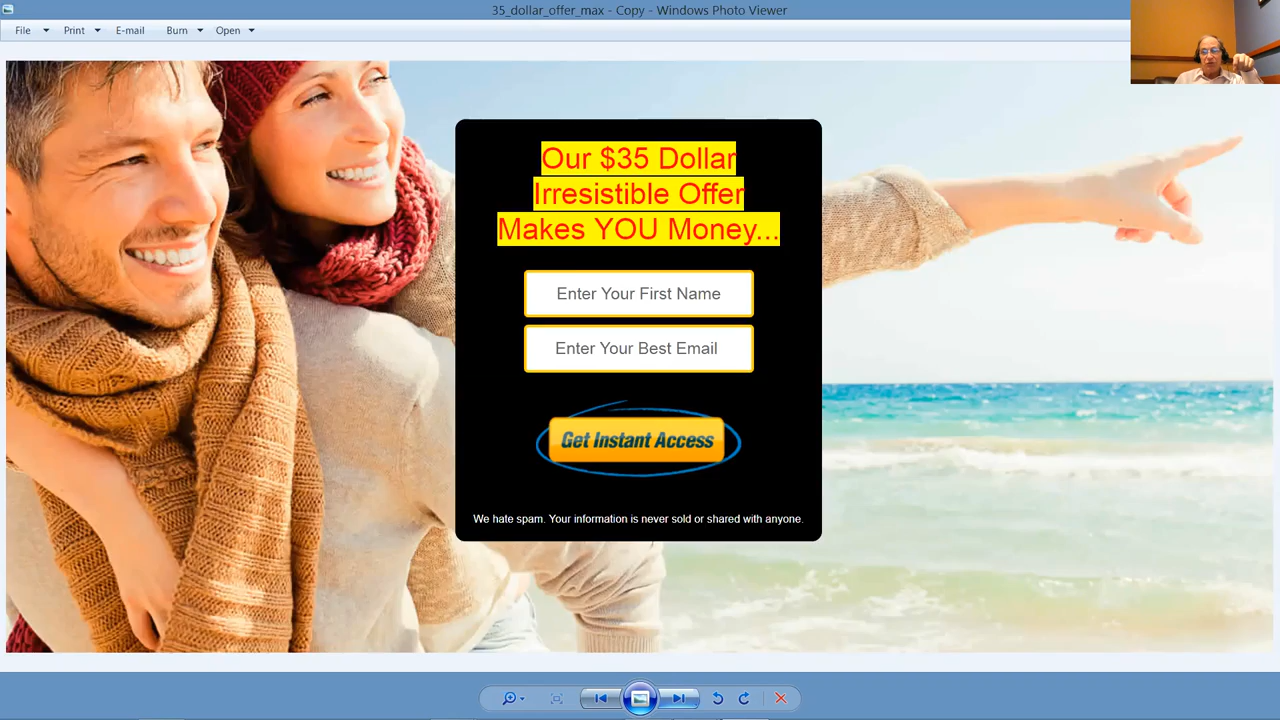 35_dollar_offer_max - Copy - Windows Photo Viewer
File Print E-mail Burn Open
Our $35 Dollar
Irresistible Offer
Makes YOU Money...
Enter Your First Name
Enter Your Best Email
Get Instant Access
We hate spam. Your information is never sold or shared with anyone.